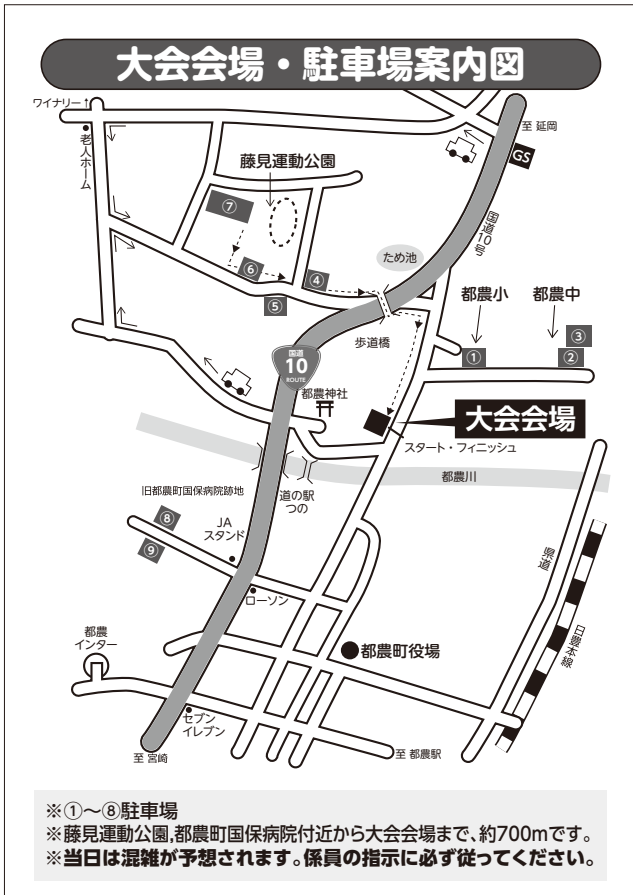 大会会場・駐車場案内図
ワイナリー↑
老人ホーム
至 延岡
GS
藤見運動公園
国道10号
⑦
ため池
⑥
④
⑤
都農小
都農中
③
①
②
歩道橋
国道
10
ROUTE
都農神社
大会会場
スタート・フィニッシュ
都農川
旧都農町国保病院跡地
道の駅
つの
⑧
⑨
JA
スタンド
県道
ローソン
日豊本線
都農
インター
都農町役場
セブン
イレブン
至 宮崎
至 都農駅
※①～⑧駐車場
※藤見運動公園,都農町国保病院付近から大会会場まで、約700mです。
※当日は混雑が予想されます。係員の指示に必ず従ってください。